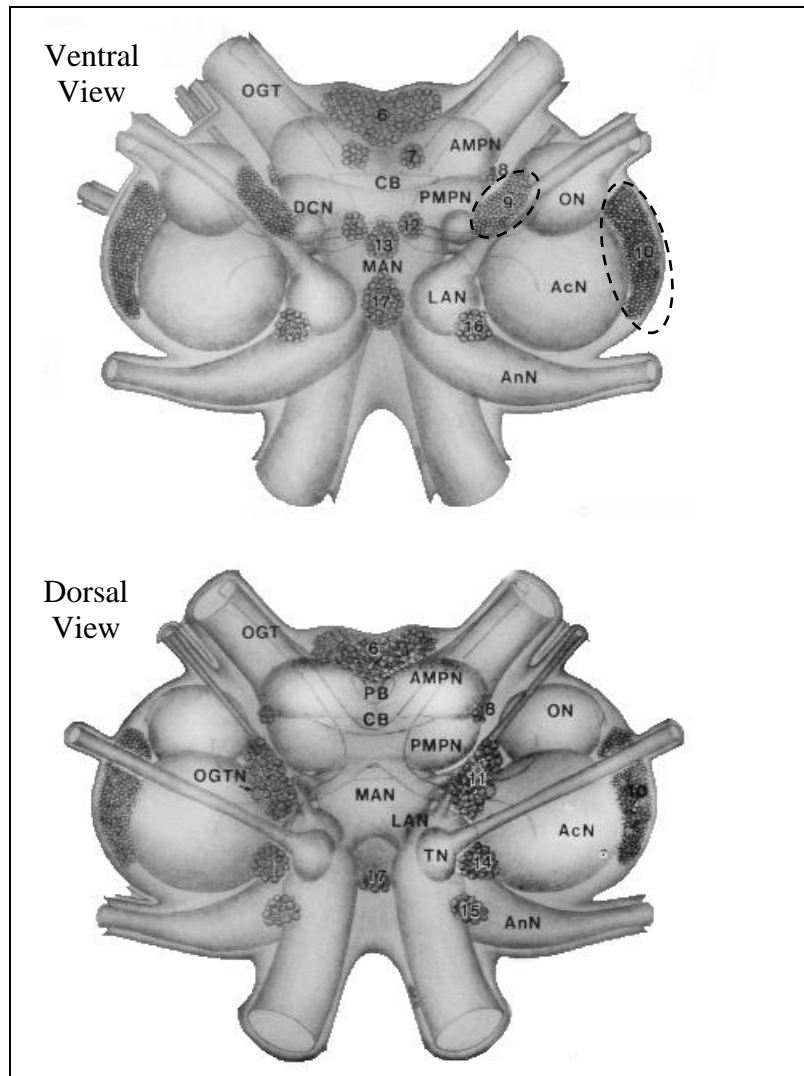 Ventral
View
OGT
6
AMPN
7
8
CB
PMPN
9
ON
DCN
12
13
10
MAN
AcN
LAN
17
16
AnN
Dorsal
View
OGT
6
AMPN
PB
8
ON
CB
PMPN
OGTN
11
10
MAN
LAN
AcN
TN
14
17
15
AnN